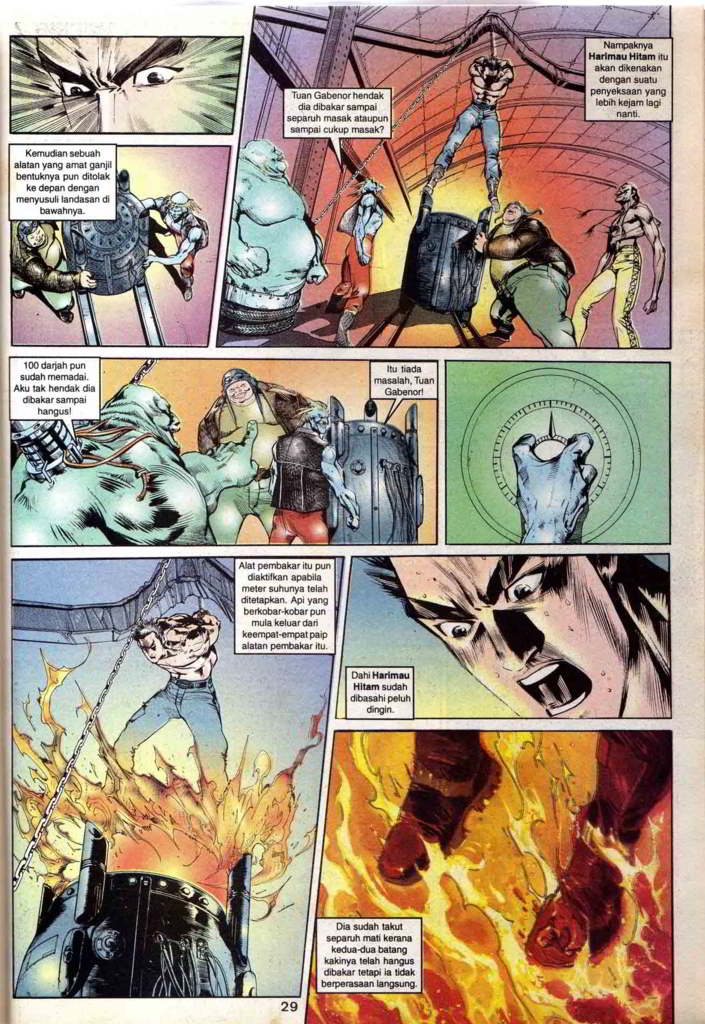 Tuan Gabenor hendak
dia dibakar sampai
separuh masak ataupun
sampai cukup masak?
Nampaknya
Harimau Hitam itu
akan dikenakan
dengan suatu
penyeksaan yang
lebih kejam lagi
nanti.
Kemudian sebuah
alatan yang amat ganjil
bentuknya pun ditolak
ke depan dengan
menyusuli landasan di
bawahnya.
100 darjah pun
sudah memadai.
Aku tak hendak dia
dibakar sampai
hangus!
Itu tiada
masalah, Tuan
Gabenor!
Alat pembakar itu pun
diaktifkan apabila
meter suhunya telah
ditetapkan. Api yang
berkobar-kobar pun
mula keluar dari
keempat-empat paip
alatan pembakar itu.
Dahi Harimau
Hitam sudah
dibasahi peluh
dingin.
Dia sudah takut
separuh mati kerana
kedua-dua batang
kakinya telah hangus
dibakar tetapi ia tidak
berperasaan langsung.
29